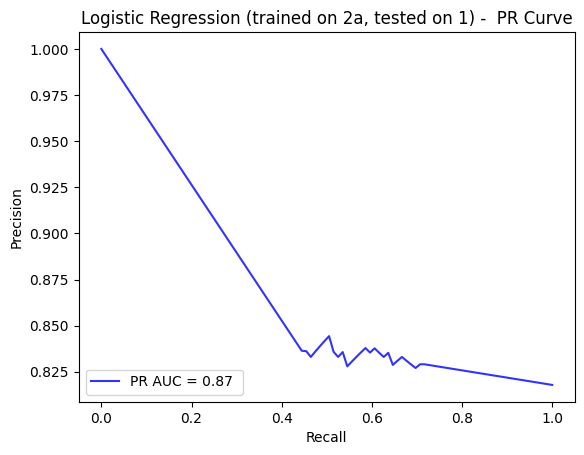 Logistic Regression (trained on 2a, tested on 1) -  PR Curve
1.000
0.975
0.950
0.925
0.900
0.875
0.850
0.825
Precision
PR AUC = 0.87
0.0 0.2 0.4 0.6 0.8 1.0
Recall